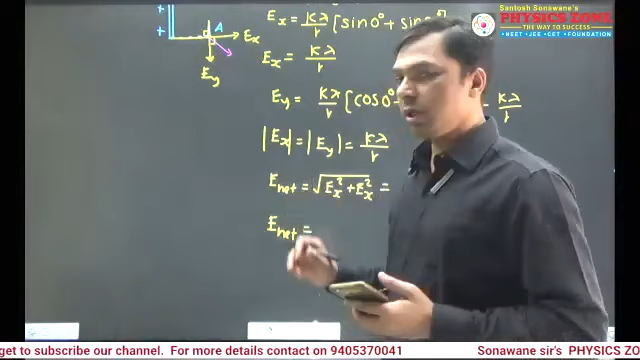 Santosh Sonawane's
PHYSICS ZONE
THE WAY TO SUCCESS
• NEET • JEE • CET • FOUNDATION
+
+
A
Ex
Ey
Ex = Kλ/r [sin0° + sin
Ex = Kλ/r
Ey = Kλ/r [cos0° - Kλ/r
|Ex| = |Ey| = Kλ/r
Enet = √Ex² + Ex² =
Enet =
get to subscribe our channel. For more details contact on 9405370041 Sonawane sir's PHYSICS ZON